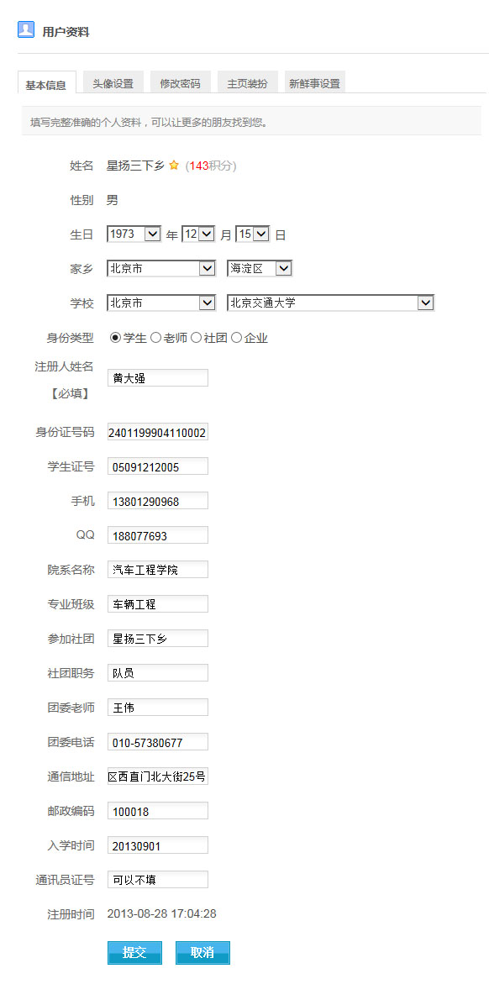 用户资料
基本信息 头像设置 修改密码 主页装扮 新鲜事设置
填写完整准确的个人资料，可以让更多的朋友找到您。
姓名 星扬三下乡 (143积分)
性别 男
生日 1973 年 12 月 15 日
家乡 北京市 海淀区
学校 北京市 北京交通大学
身份类型 学生 老师 社团 企业
注册人姓名 黄大强
【必填】
身份证号码 2401199904110002
学生证号 05091212005
手机 13801290968
QQ 188077693
院系名称 汽车工程学院
专业班级 车辆工程
参加社团 星扬三下乡
社团职务 队员
团委老师 王伟
团委电话 010-57380677
通信地址 区西直门北大街25号
邮政编码 100018
入学时间 20130901
通讯员证号 可以不填
注册时间 2013-08-28 17:04:28
提交 取消